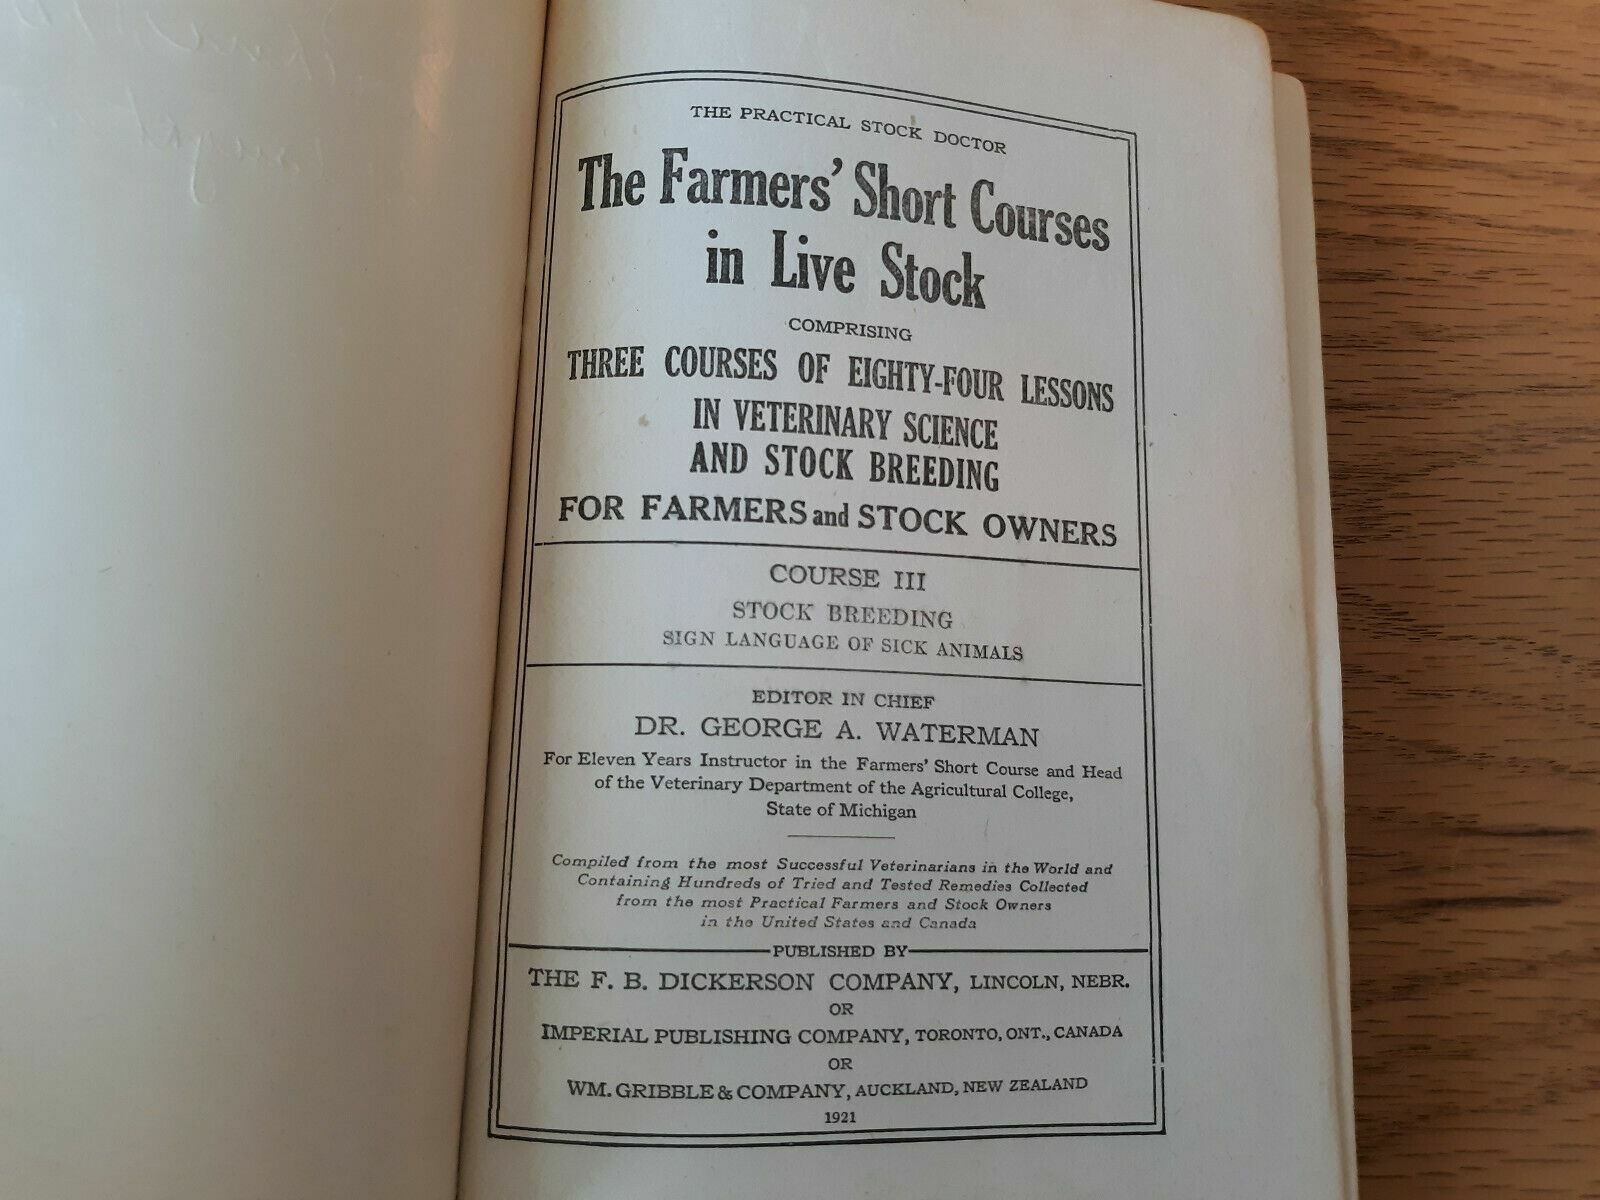 THE PRACTICAL STOCK DOCTOR
The Farmers' Short Courses
in Live Stock
COMPRISING
THREE COURSES OF EIGHTY-FOUR LESSONS
IN VETERINARY SCIENCE
AND STOCK BREEDING
FOR FARMERS and STOCK OWNERS
COURSE III
STOCK BREEDING
SIGN LANGUAGE OF SICK ANIMALS
EDITOR IN CHIEF
DR. GEORGE A. WATERMAN
For Eleven Years Instructor in the Farmers' Short Course and Head
of the Veterinary Department of the Agricultural College,
State of Michigan
Compiled from the most Successful Veterinarians in the World and
Containing Hundreds of Tried and Tested Remedies Collected
from the most Practical Farmers and Stock Owners
in the United States and Canada
PUBLISHED BY
THE F. B. DICKERSON COMPANY, LINCOLN, NEBR.
OR
IMPERIAL PUBLISHING COMPANY, TORONTO, ONT., CANADA
OR
WM. GRIBBLE & COMPANY, AUCKLAND, NEW ZEALAND
1921